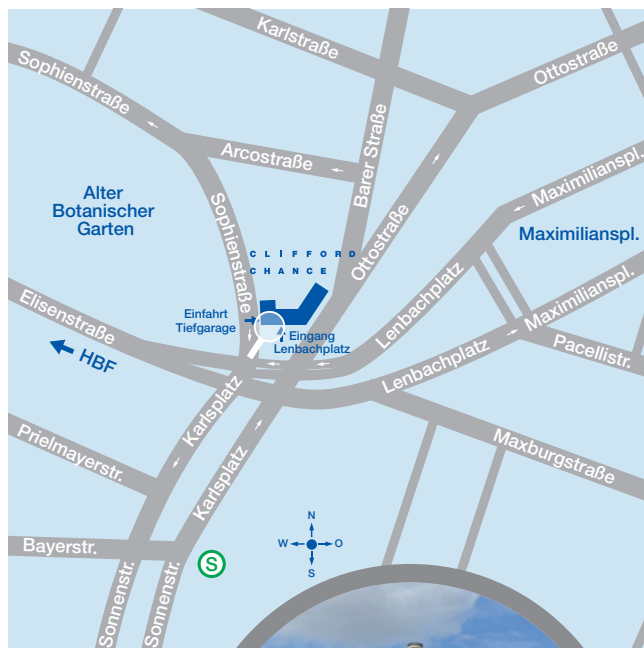 Karlstraße
Ottostraße
Sophienstraße
Barer Straße
Arcostraße
Maximilianspl.
Alter
Botanischer
Garten
Sophienstraße
Ottostraße
Maximilianspl.
CLIFFORD
CHANCE
Lenbachplatz
Maximilianspl.
Elisenstraße
Einfahrt
Tiefgarage
Eingang
Lenbachplatz
Pacellistr.
HBF
Lenbachplatz
Karlsplatz
Maxburgstraße
Prielmayerstr.
Karlsplatz
N
W O
S
Bayerstr.
S
Sonnenstr.
Sonnenstr.